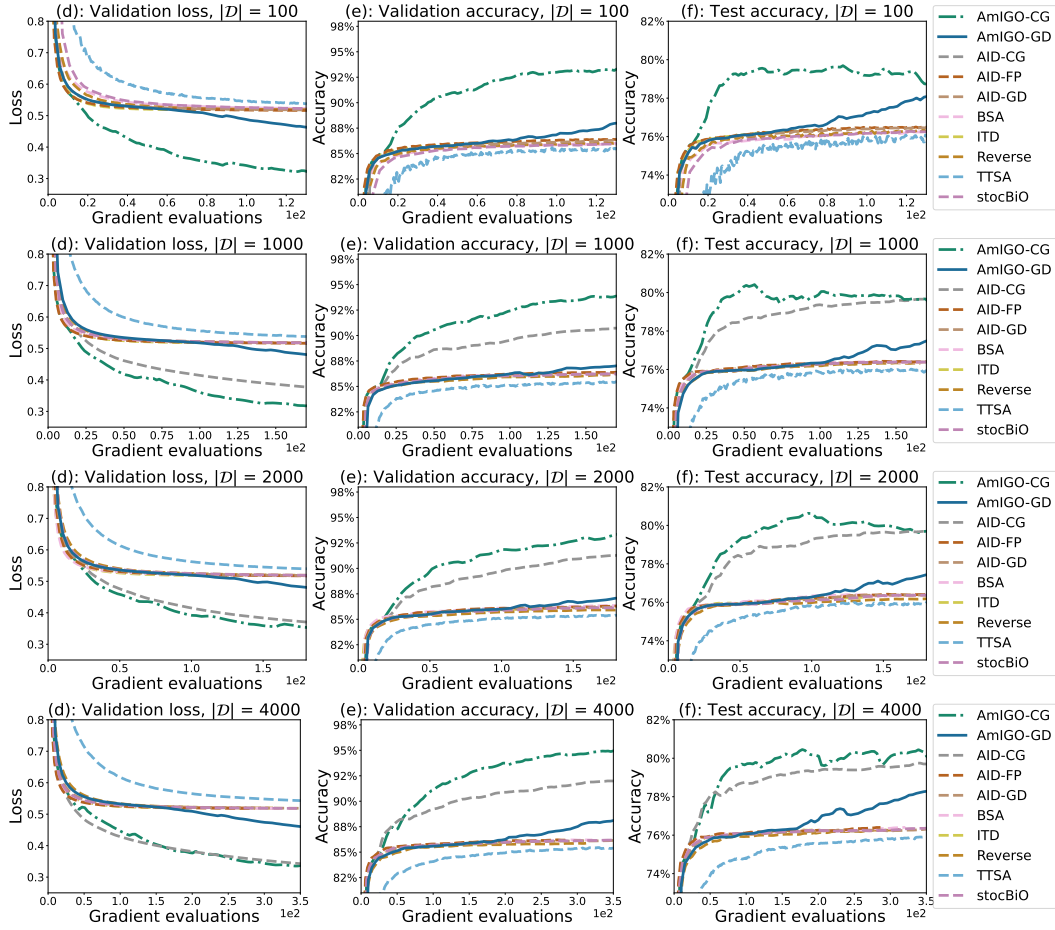 (d): Validation loss, |𝒟| = 100
0.8
0.7
0.6
0.5
0.4
0.3
Loss
0.0 0.2 0.4 0.6 0.8 1.0 1.2
Gradient evaluations
1e2
(e): Validation accuracy, |𝒟| = 100
98%
92%
90%
88%
85%
82%
Accuracy
0.0 0.2 0.4 0.6 0.8 1.0 1.2
Gradient evaluations
1e2
(f): Test accuracy, |𝒟| = 100
82%
80%
78%
76%
74%
Accuracy
0.0 0.2 0.4 0.6 0.8 1.0 1.2
Gradient evaluations
1e2
AmIGO-CG
AmIGO-GD
AID-CG
AID-FP
AID-GD
BSA
ITD
Reverse
TTSA
stocBiO
(d): Validation loss, |𝒟| = 1000
0.8
0.7
0.6
0.5
0.4
0.3
Loss
0.00 0.25 0.50 0.75 1.00 1.25 1.50
Gradient evaluations
1e2
(e): Validation accuracy, |𝒟| = 1000
98%
95%
90%
88%
85%
82%
Accuracy
0.00 0.25 0.50 0.75 1.00 1.25 1.50
Gradient evaluations
1e2
(f): Test accuracy, |𝒟| = 1000
82%
80%
78%
76%
74%
Accuracy
0.00 0.25 0.50 0.75 1.00 1.25 1.50
Gradient evaluations
1e2
AmIGO-CG
AmIGO-GD
AID-CG
AID-FP
AID-GD
BSA
ITD
Reverse
TTSA
stocBiO
(d): Validation loss, |𝒟| = 2000
0.8
0.7
0.6
0.5
0.4
0.3
Loss
0.0 0.5 1.0 1.5
Gradient evaluations
1e2
(e): Validation accuracy, |𝒟| = 2000
98%
95%
92%
90%
88%
85%
82%
Accuracy
0.0 0.5 1.0 1.5
Gradient evaluations
1e2
(f): Test accuracy, |𝒟| = 2000
82%
80%
78%
76%
74%
Accuracy
0.0 0.5 1.0 1.5
Gradient evaluations
1e2
AmIGO-CG
AmIGO-GD
AID-CG
AID-FP
AID-GD
BSA
ITD
Reverse
TTSA
stocBiO
(d): Validation loss, |𝒟| = 4000
0.8
0.7
0.6
0.5
0.4
0.3
Loss
0.0 0.5 1.0 1.5 2.0 2.5 3.0 3.5
Gradient evaluations
1e2
(e): Validation accuracy, |𝒟| = 4000
98%
95%
92%
90%
88%
85%
82%
Accuracy
0.0 0.5 1.0 1.5 2.0 2.5 3.0 3.5
Gradient evaluations
1e2
(f): Test accuracy, |𝒟| = 4000
82%
80%
78%
76%
74%
Accuracy
0.0 0.5 1.0 1.5 2.0 2.5 3.0 3.5
Gradient evaluations
1e2
AmIGO-CG
AmIGO-GD
AID-CG
AID-FP
AID-GD
BSA
ITD
Reverse
TTSA
stocBiO